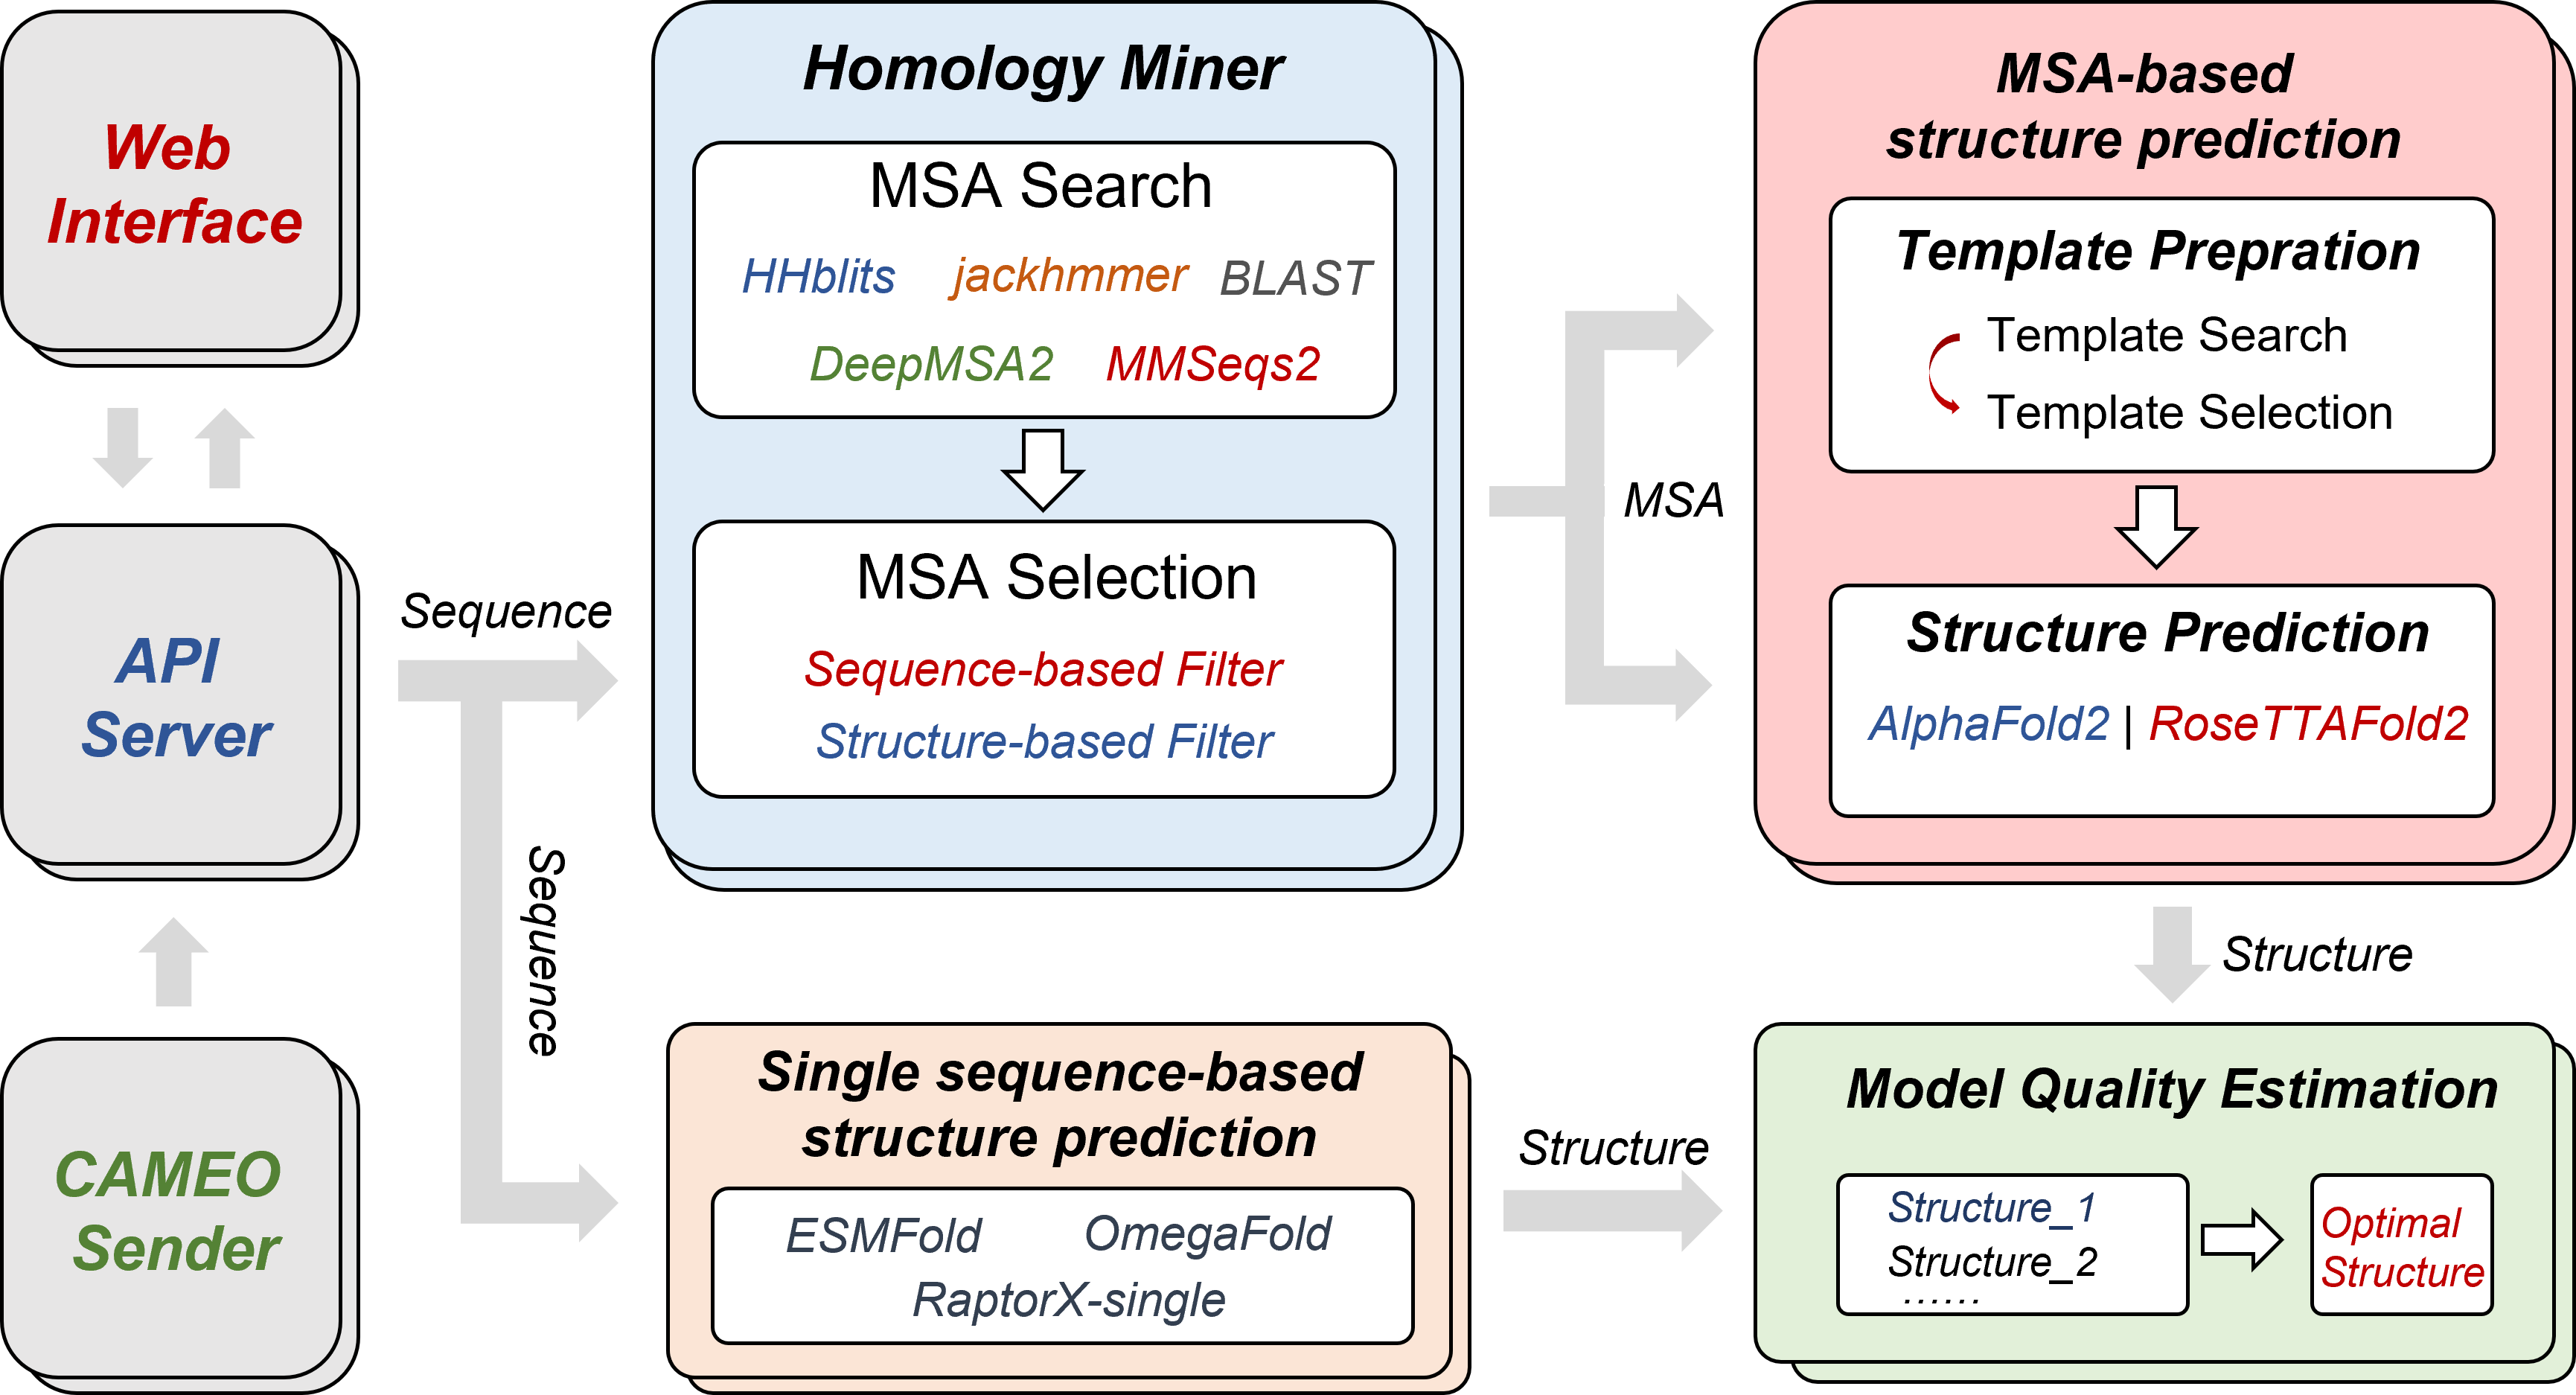 Web
Interface
API
Server
CAMEO
Sender
Sequence
Sequence
Homology Miner
MSA Search
HHblits jackhmmer BLAST
DeepMSA2 MMSeqs2
MSA Selection
Sequence-based Filter
Structure-based Filter
MSA
MSA-based
structure prediction
Template Prepration
Template Search
Template Selection
Structure Prediction
AlphaFold2 | RoseTTAFold2
Structure
Single sequence-based
structure prediction
ESMFold OmegaFold
RaptorX-single
Structure
Model Quality Estimation
Structure_1
Structure_2
......
Optimal
Structure